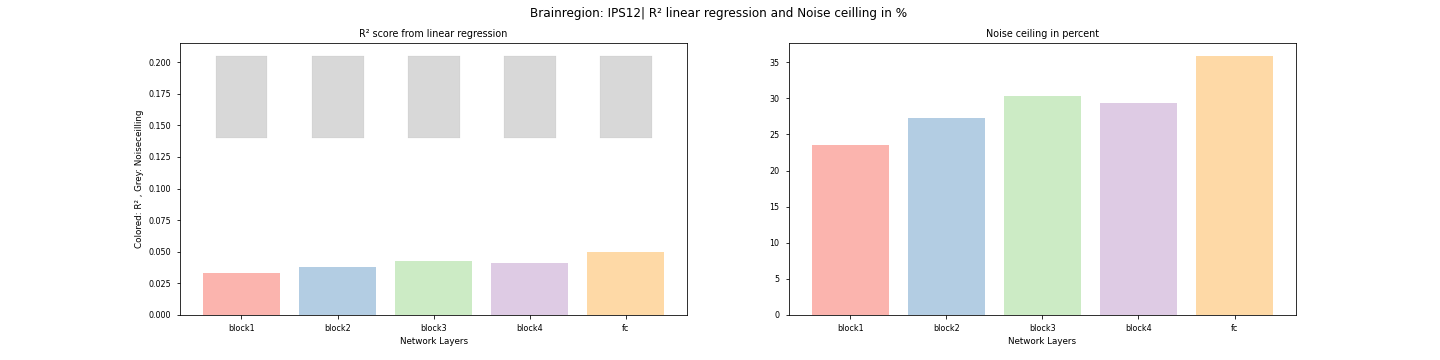 Brainregion: IPS12| R² linear regression and Noise ceilling in %
R² score from linear regression
Colored: R² , Grey: Noiseceilling
0.200
0.175
0.150
0.125
0.100
0.075
0.050
0.025
0.000
block1 block2 block3 block4 fc
Network Layers
Noise ceiling in percent
35
30
25
20
15
10
5
0
block1 block2 block3 block4 fc
Network Layers